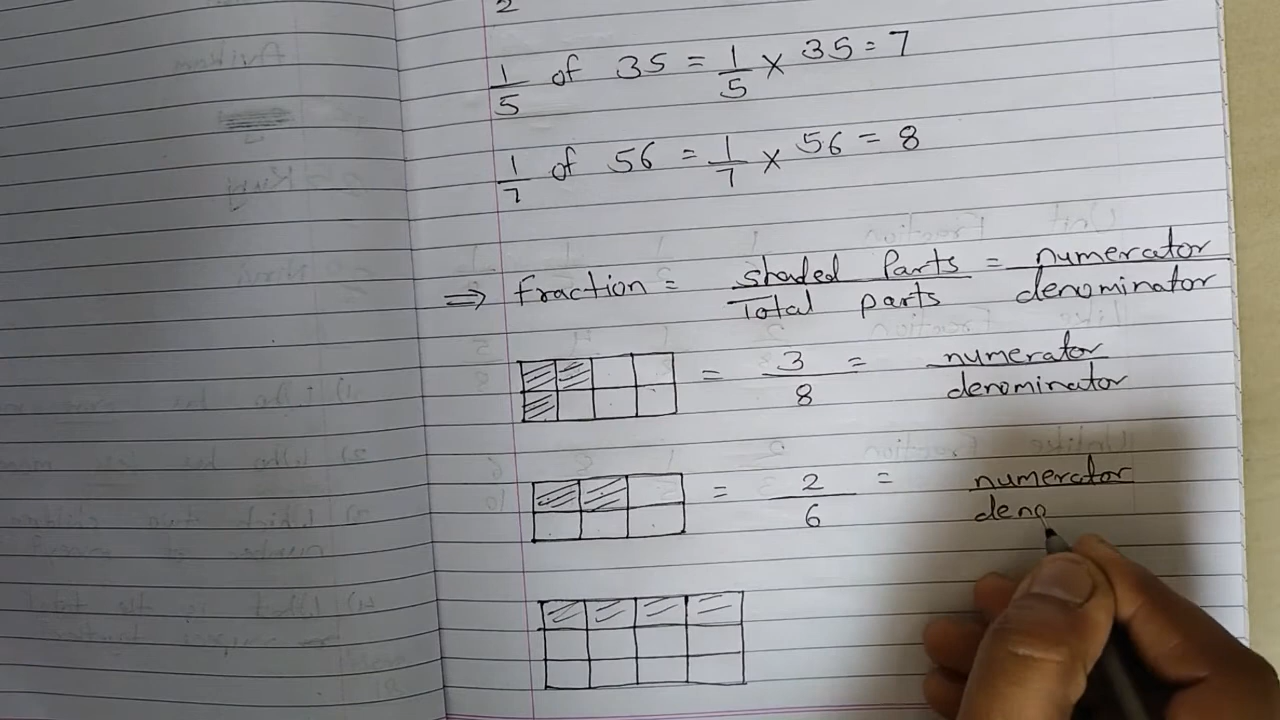 2
1/5 of 35 = 1/5 × 35 = 7
1/7 of 56 = 1/7 × 56 = 8
⇒ Fraction = shaded Parts / Total parts = numerator / denominator
= 3/8 = numerator / denominator
= 2/6 = numerator / deno